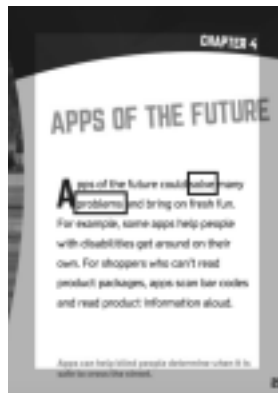 CHAPTER 4
APPS OF THE FUTURE
Apps of the future could solve many
problems and bring on fresh fun.
For example, some apps help people
with disabilities get around on their
own. For shoppers who can't read
product packages, apps scan bar codes
and read product information aloud.
Apps can help blind people determine when it is
safe to cross the street.